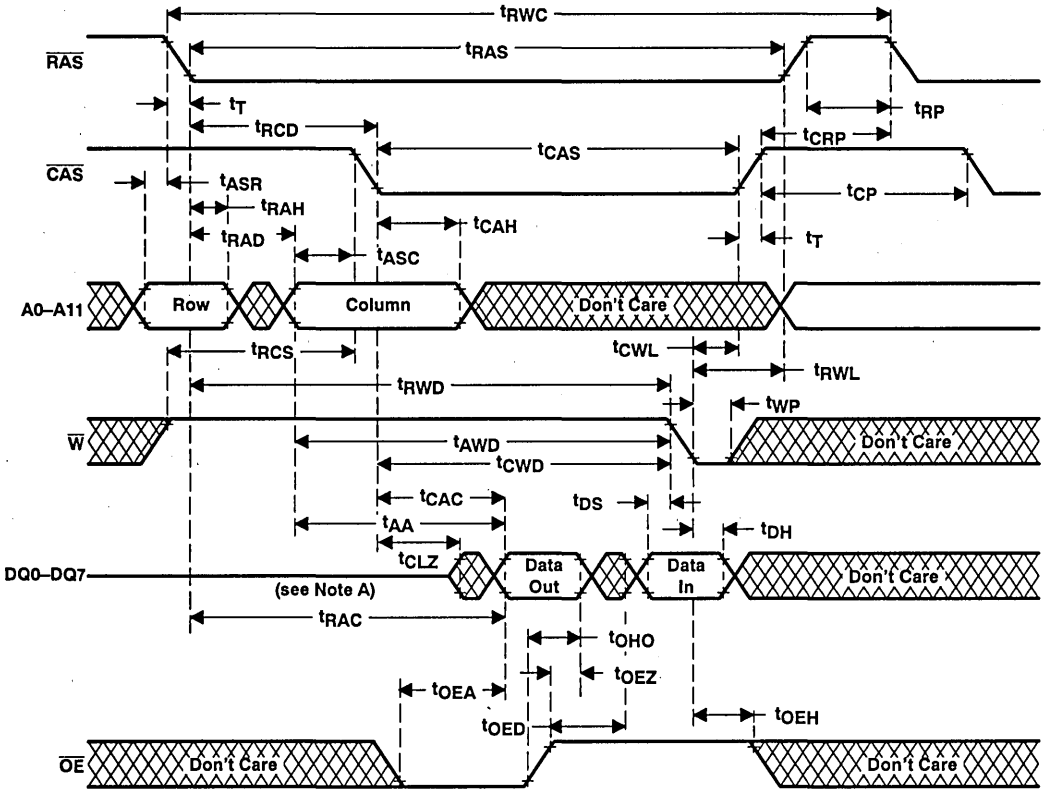 tRWC
RAS
tRAS
tT
tRP
tRCD
tCRP
CAS
tCAS
tASR
tCP
tRAH
tCAH
tRAD
tT
tASC
A0–A11
Row
Column
Don't Care
tRCS
tCWL
tRWL
tRWD
tWP
W
Don't Care
tAWD
tCWD
tCAC
tDS
tAA
tDH
tCLZ
DQ0–DQ7
Data Out
Data In
Don't Care
(see Note A)
tRAC
tOHO
tOEZ
tOEA
tOED
tOEH
OE
Don't Care
Don't Care